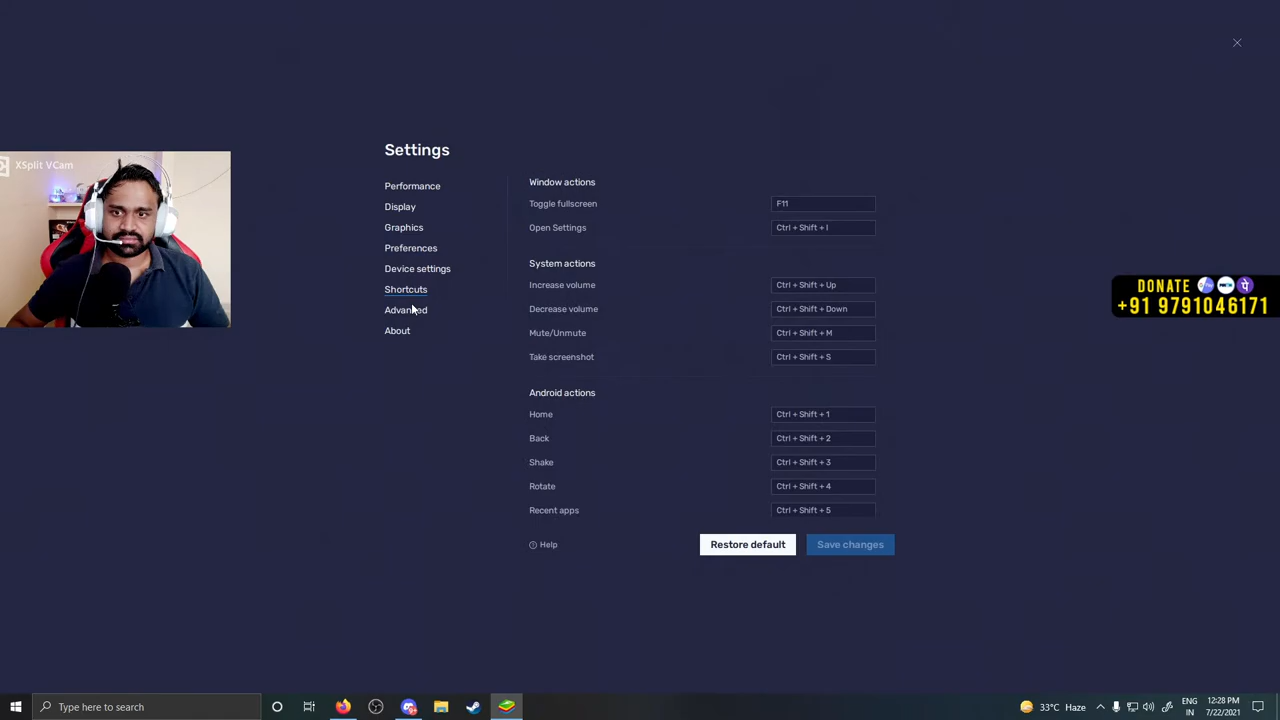 XSplit VCam
Settings
Performance
Display
Graphics
Preferences
Device settings
Shortcuts
Advanced
About
Window actions
Toggle fullscreen F11
Open Settings Ctrl + Shift + I
System actions
Increase volume Ctrl + Shift + Up
Decrease volume Ctrl + Shift + Down
Mute/Unmute Ctrl + Shift + M
Take screenshot Ctrl + Shift + S
Android actions
Home Ctrl + Shift + 1
Back Ctrl + Shift + 2
Shake Ctrl + Shift + 3
Rotate Ctrl + Shift + 4
Recent apps Ctrl + Shift + 5
Help
Restore default
Save changes
DONATE
+91 9791046171
Type here to search
33°C Haze
ENG
IN
12:28 PM
7/22/2021